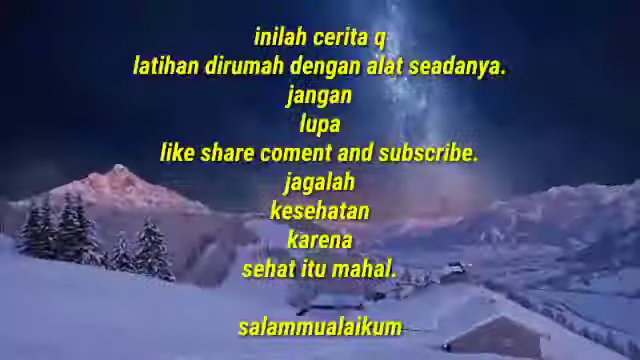 inilah cerita q
latihan dirumah dengan alat seadanya.
jangan
lupa
like share coment and subscribe.
jagalah
kesehatan
karena
sehat itu mahal.
salammualaikum